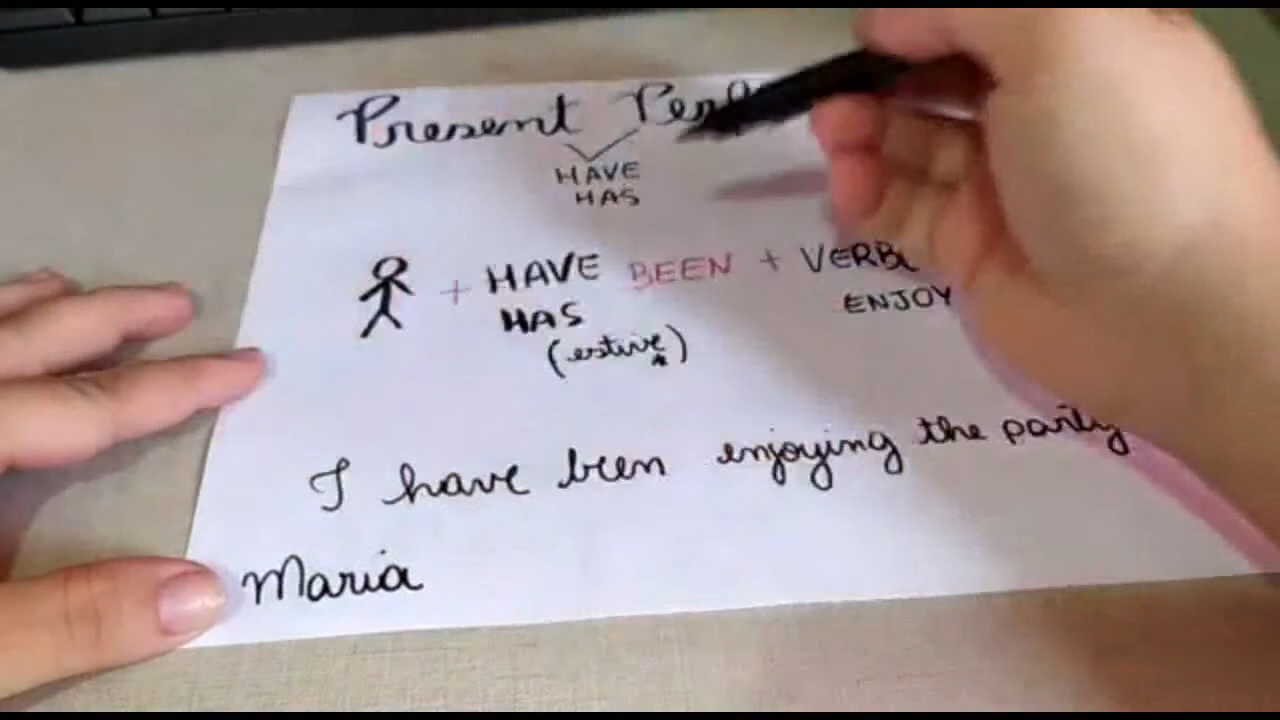 Present
HAVE
HAS
+ HAVE BEEN + VERB
HAS ENJOY
(estive)
I have been enjoying the party
Maria